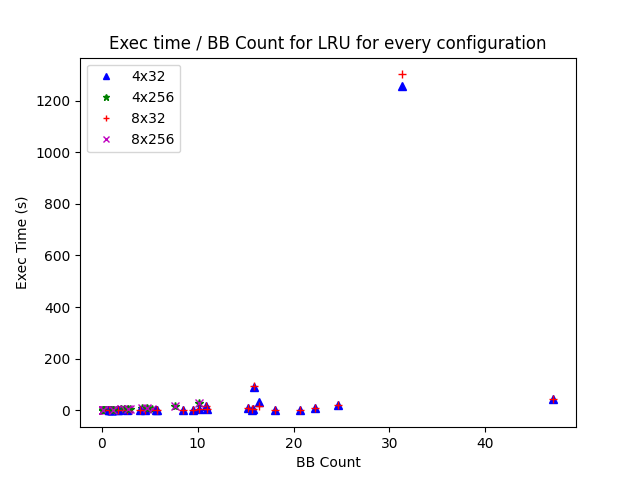 Exec time / BB Count for LRU for every configuration
4x32
4x256
8x32
8x256
1200
1000
800
600
400
200
0
Exec Time (s)
0 10 20 30 40
BB Count